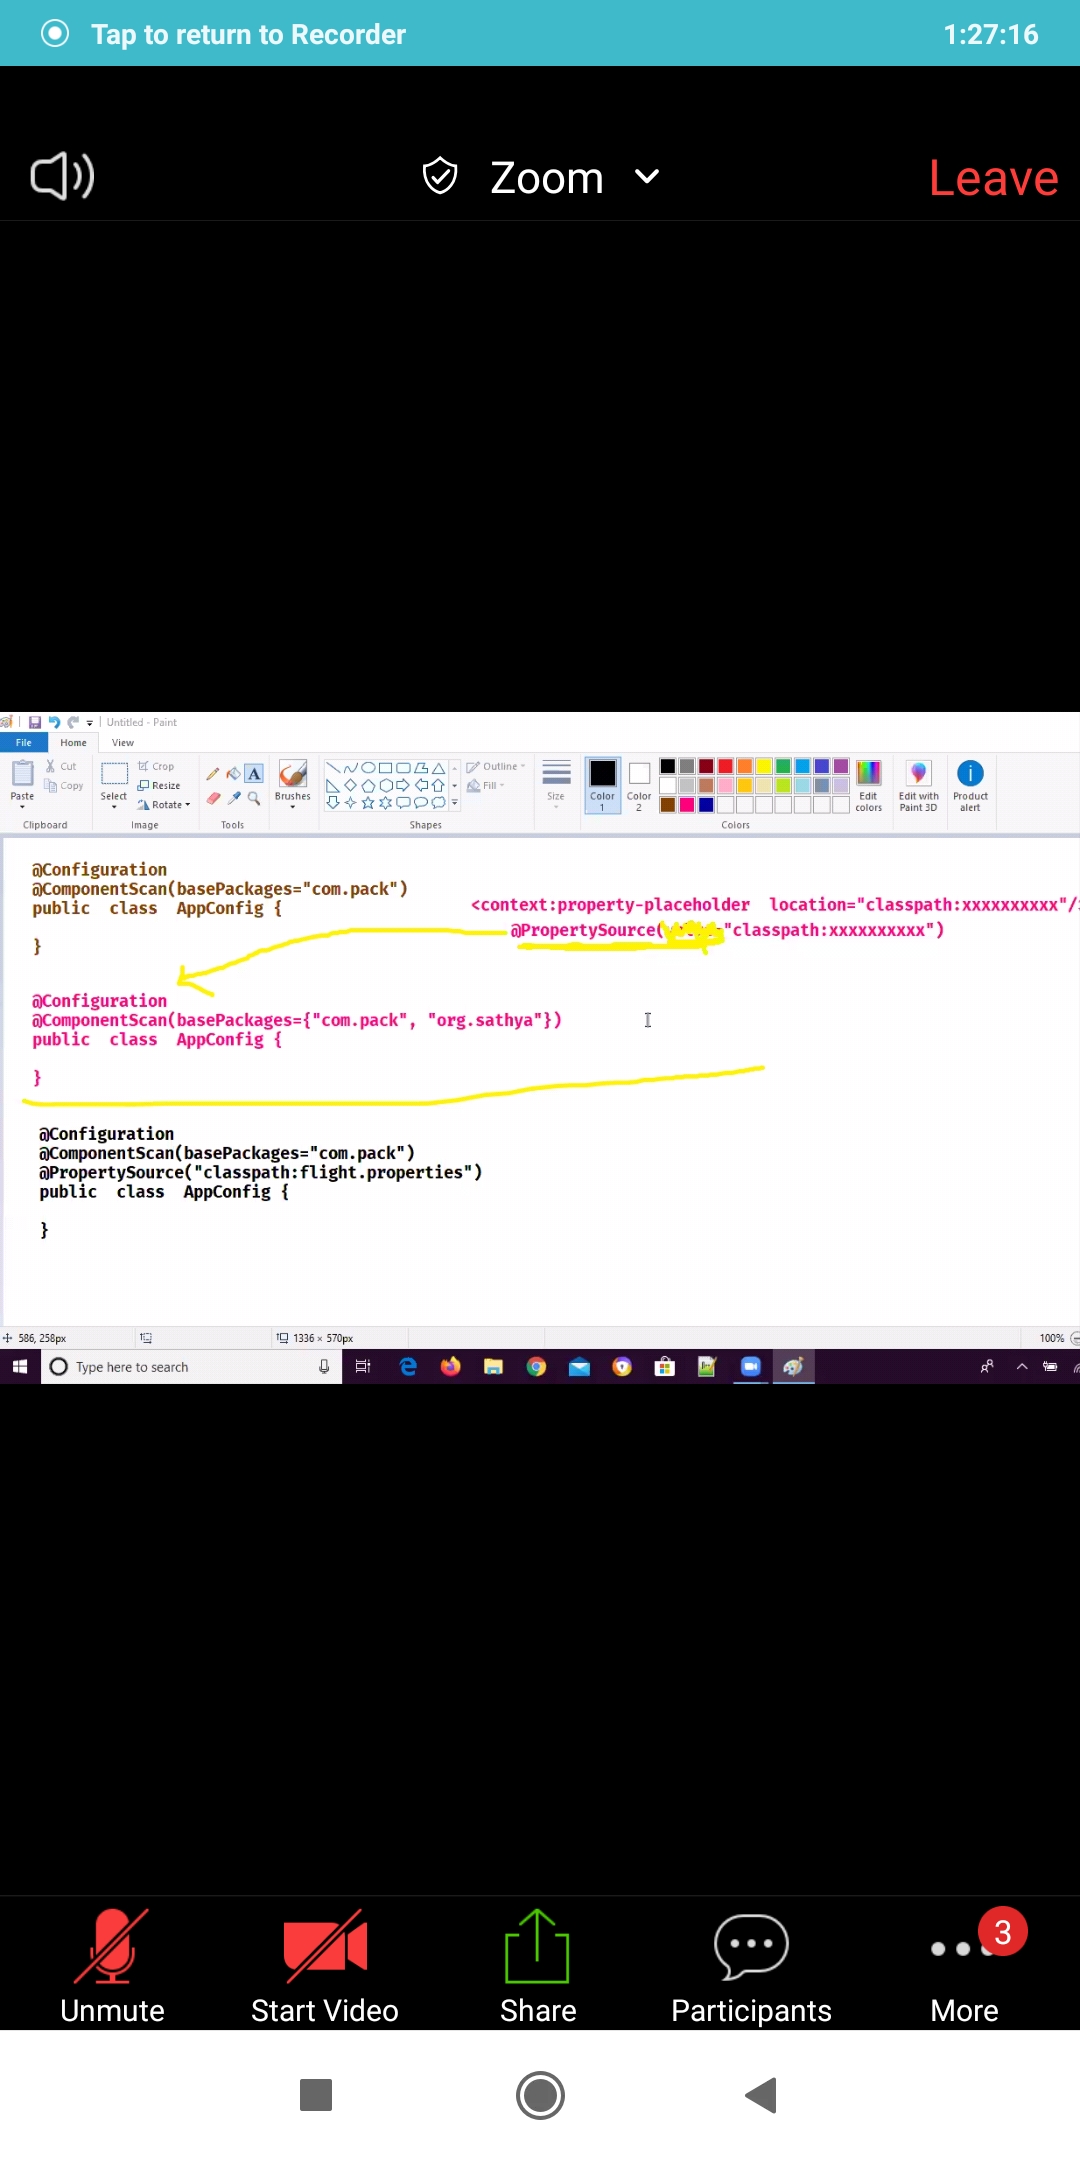 Tap to return to Recorder 1:27:16
Zoom Leave
Untitled - Paint
File Home View
Cut Crop Outline
Copy Resize Fill
Paste Select Rotate Brushes Size Color 1 Color 2 Edit colors Edit with Paint 3D Product alert
Clipboard Image Tools Shapes Colors
@Configuration
@ComponentScan(basePackages="com.pack")
public class AppConfig {
}
<context:property-placeholder location="classpath:xxxxxxxxxx"/
@PropertySource( "classpath:xxxxxxxxxx")
@Configuration
@ComponentScan(basePackages={"com.pack", "org.sathya"})
public class AppConfig {
}
@Configuration
@ComponentScan(basePackages="com.pack")
@PropertySource("classpath:flight.properties")
public class AppConfig {
}
586, 258px 1336 × 570px 100%
Type here to search
3
Unmute Start Video Share Participants More